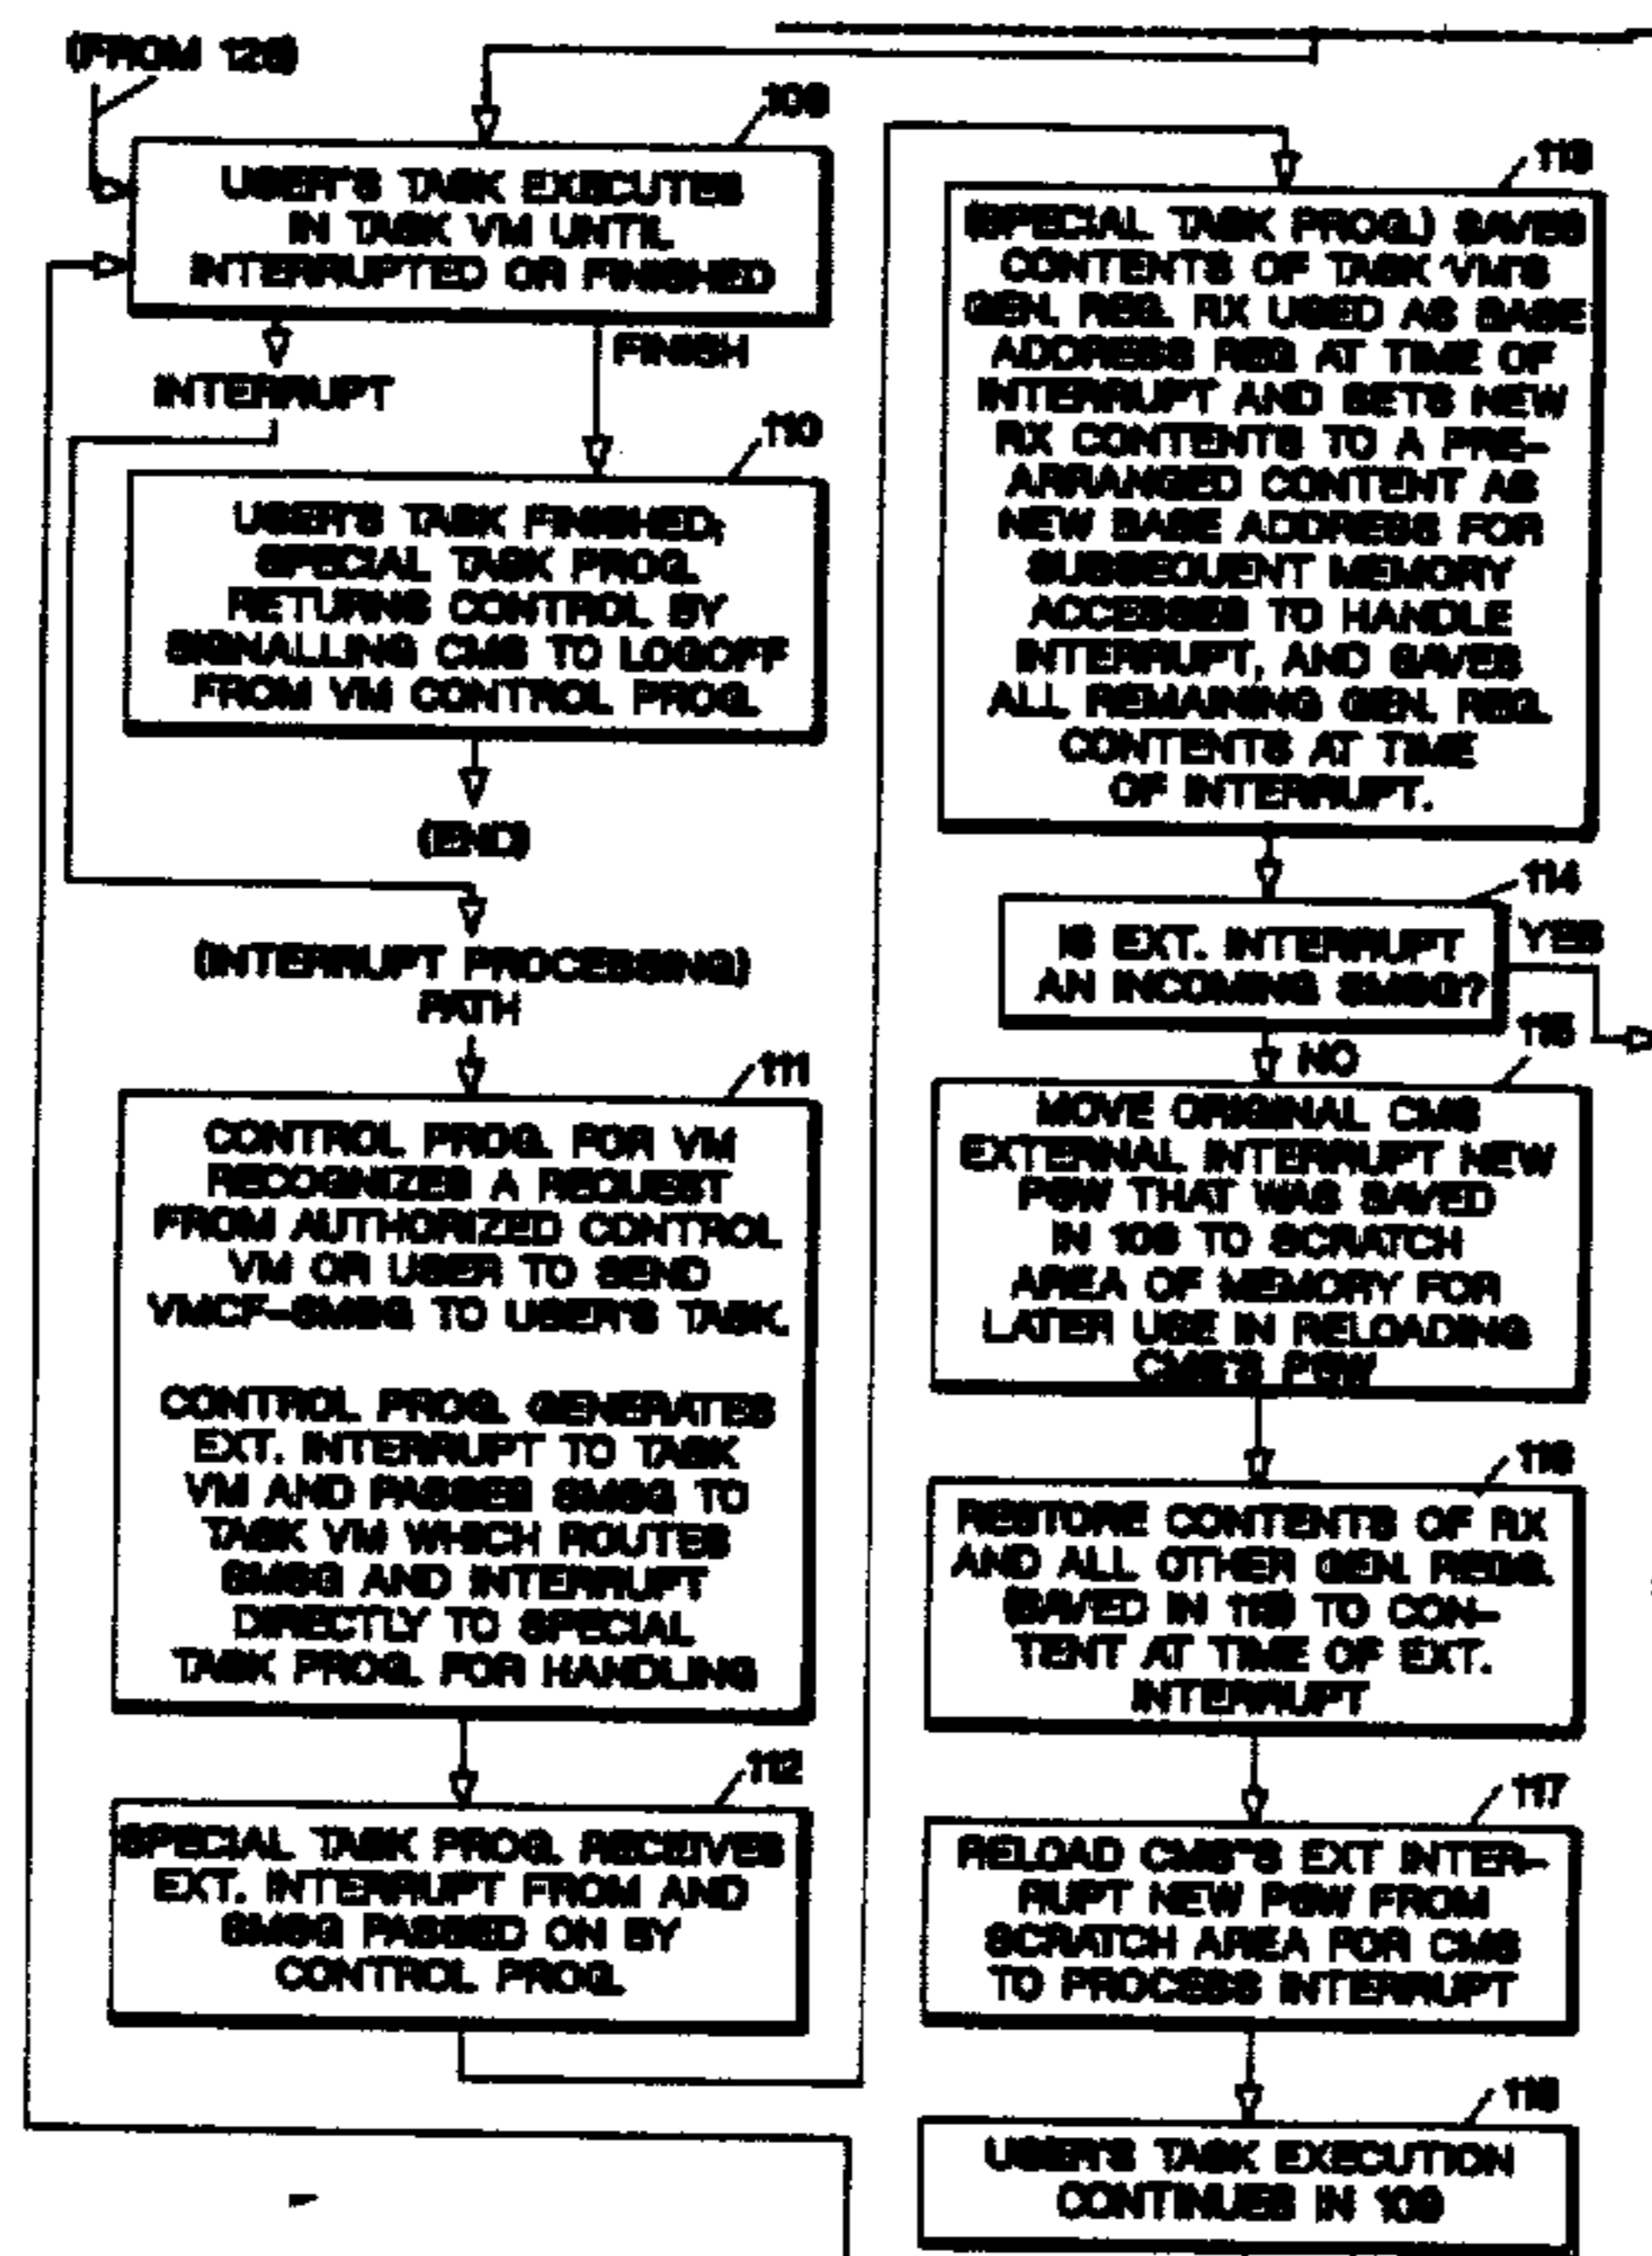 109
USER'S TASK EXECUTES
IN TASK VM UNTIL
INTERRUPTED OR FINISHED
INTERRUPT
FINISH
110
USER'S TASK FINISHED;
SPECIAL TASK PROG.
RETURNS CONTROL BY
SIGNALLING CMS TO LOGOFF
FROM VM CONTROL PROG.
(END)
(INTERRUPT PROCESSING)
PATH
111
CONTROL PROG. FOR VM
RECOGNIZES A REQUEST
FROM AUTHORIZED CONTROL
VM OR USER TO SEND
VMCF-SMSG TO USER'S TASK.
CONTROL PROG. GENERATES
EXT. INTERRUPT TO TASK
VM AND PASSES SMSG TO
TASK VM WHICH ROUTES
SMSG AND INTERRUPT
DIRECTLY TO SPECIAL
TASK PROG. FOR HANDLING
112
SPECIAL TASK PROG. RECEIVES
EXT. INTERRUPT FROM AND
SMSG PASSED ON BY
CONTROL PROG.
113
(SPECIAL TASK PROG.) SAVES
CONTENTS OF TASK VM'S
GEN. REG. RX USED AS BASE
ADDRESS REG AT TIME OF
INTERRUPT AND SETS NEW
RX CONTENTS TO A PRE-
ARRANGED CONTENT AS
NEW BASE ADDRESS FOR
SUBSEQUENT MEMORY
ACCESSES TO HANDLE
INTERRUPT, AND SAVES
ALL REMAINING GEN. REG.
CONTENTS AT TIME
OF INTERRUPT.
114
IS EXT. INTERRUPT
AN INCOMING SMSG?
YES
NO
115
MOVE ORIGINAL CMS
EXTERNAL INTERRUPT NEW
PSW THAT WAS SAVED
IN TO SCRATCH
AREA OF MEMORY FOR
LATER USE IN RELOADING
CMS'S PSW
116
RESTORE CONTENTS OF RX
AND ALL OTHER GEN. REGS.
(SAVED IN 113) TO CON-
TENT AT TIME OF EXT.
INTERRUPT
117
RELOAD CMS'S EXT INTER-
RUPT NEW PSW FROM
SCRATCH AREA FOR CMS
TO PROCESS INTERRUPT
118
USER'S TASK EXECUTION
CONTINUES IN 109